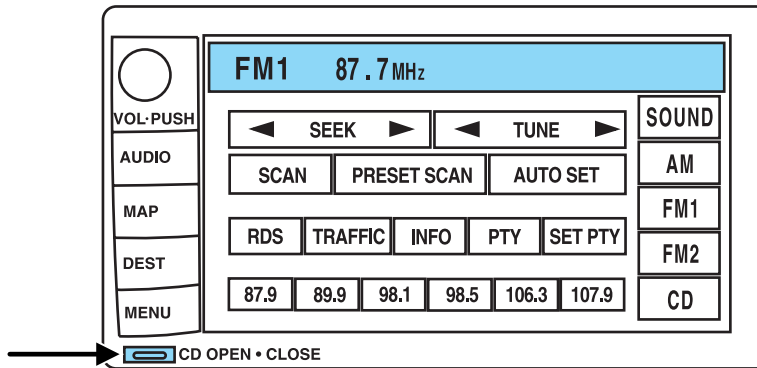 FM1 87.7 MHz
VOL·PUSH
AUDIO
MAP
DEST
MENU
◄ SEEK ► ◄ TUNE ►
SCAN PRESET SCAN AUTO SET
RDS TRAFFIC INFO PTY SET PTY
87.9 89.9 98.1 98.5 106.3 107.9
SOUND
AM
FM1
FM2
CD
CD OPEN • CLOSE